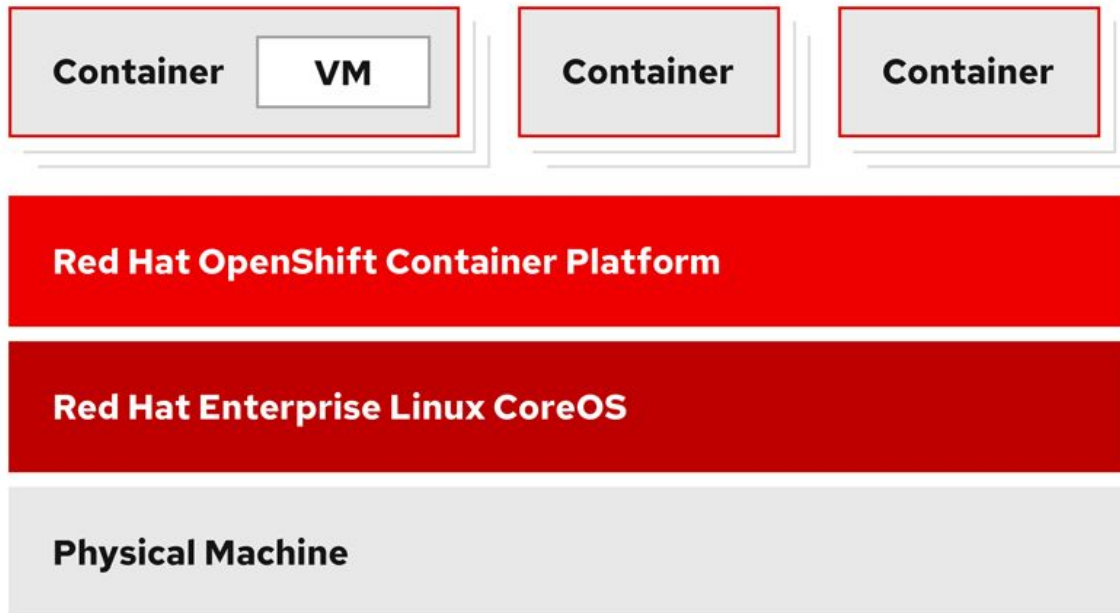 Container VM Container Container
Red Hat OpenShift Container Platform
Red Hat Enterprise Linux CoreOS
Physical Machine